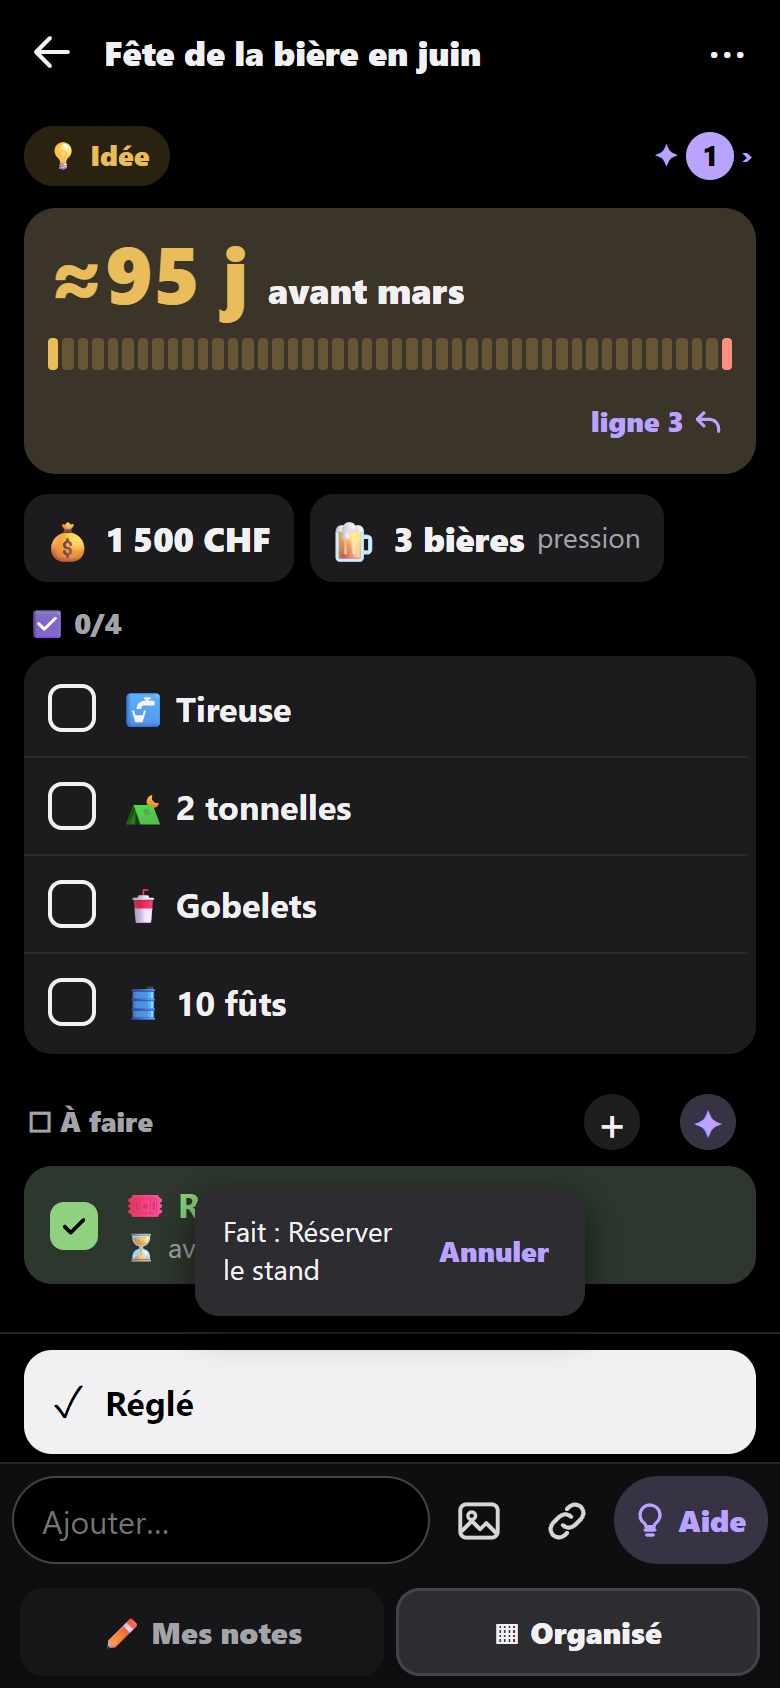 Fête de la bière en juin
Idée
1
≈95 j avant mars
ligne 3
1 500 CHF
3 bières pression
0/4
Tireuse
2 tonnelles
Gobelets
10 fûts
À faire
Fait : Réserver
le stand
Annuler
Réglé
Ajouter...
Aide
Mes notes
Organisé